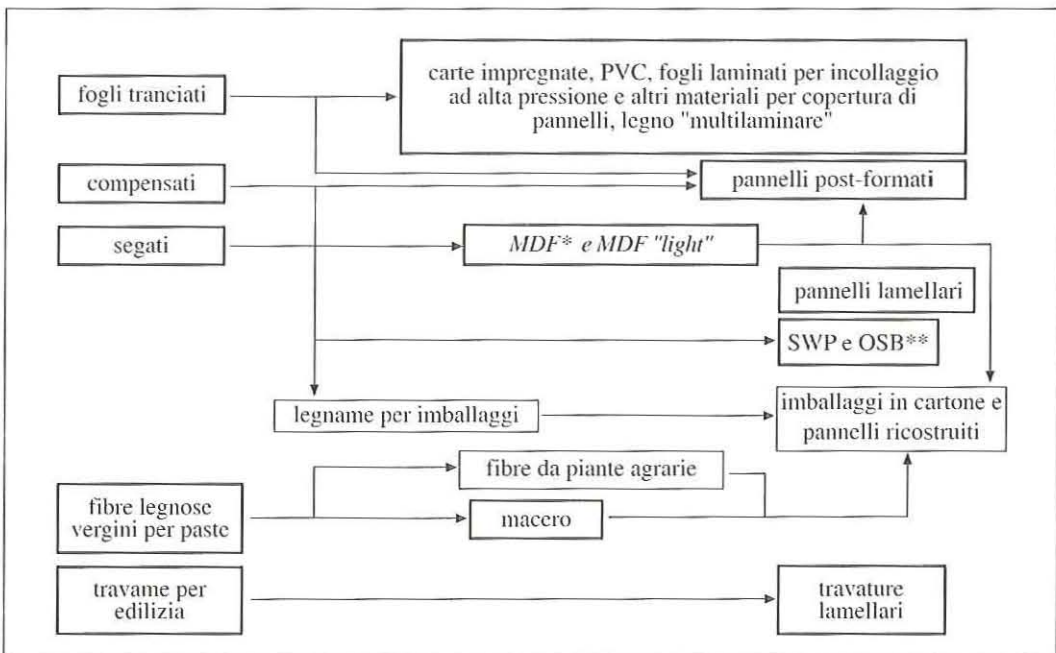 fogli tranciati
carte impregnate, PVC, fogli laminati per incollaggio
ad alta pressione e altri materiali per copertura di
pannelli, legno "multilaminare"
compensati
pannelli post-formati
segati
MDF* e MDF "light"
pannelli lamellari
SWP e OSB**
legname per imballaggi
imballaggi in cartone e
pannelli ricostruiti
fibre da piante agrarie
fibre legnose
vergini per paste
macero
travame per
edilizia
travature
lamellari